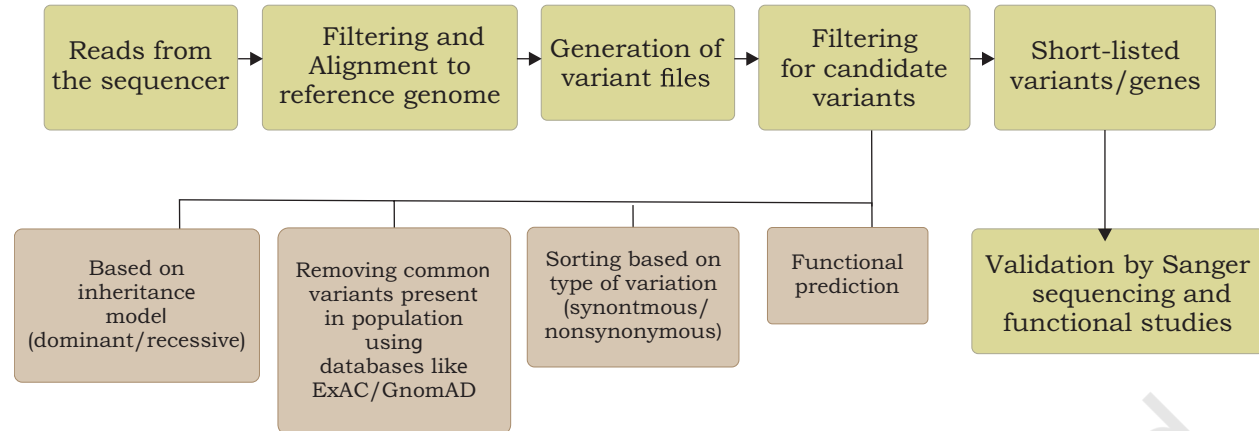 Reads from
the sequencer
Filtering and
Alignment to
reference genome
Generation of
variant files
Filtering
for candidate
variants
Short-listed
variants/genes
Based on
inheritance
model
(dominant/recessive)
Removing common
variants present
in population
using
databases like
ExAC/GnomAD
Sorting based on
type of variation
(synontmous/
nonsynonymous)
Functional
prediction
Validation by Sanger
sequencing and
functional studies